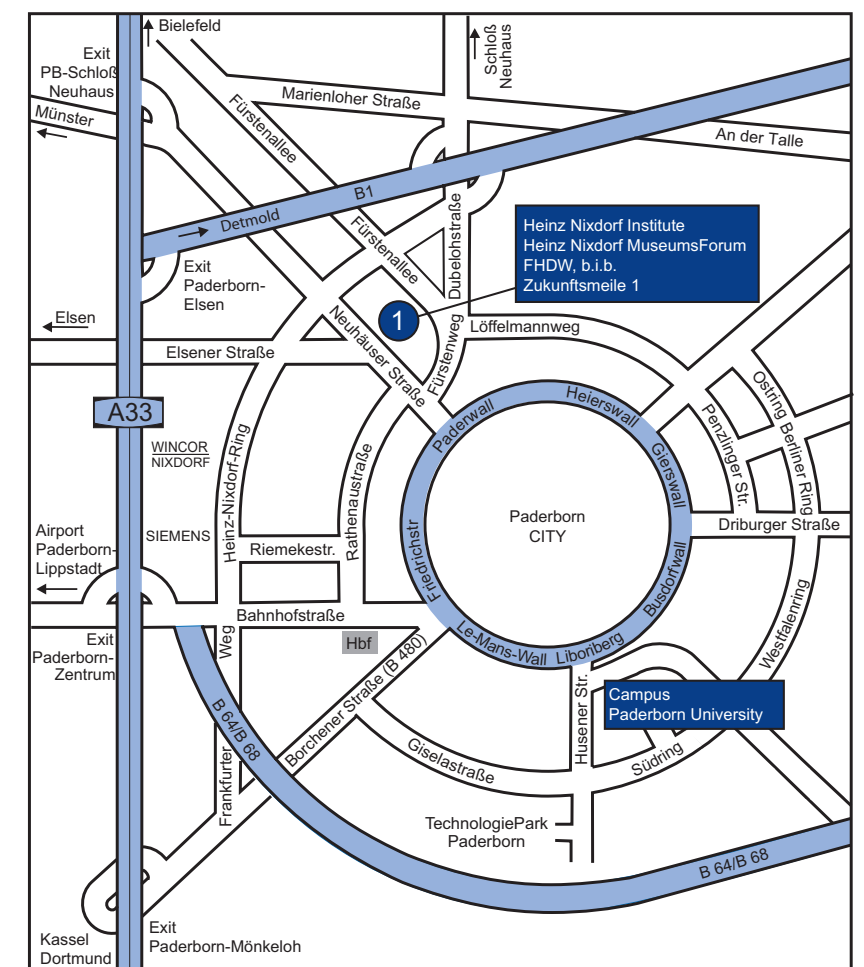 Bielefeld
Exit
PB-Schloß
Neuhaus
Schloß
Neuhaus
Münster
Marienloher Straße
Fürstenallee
An der Talle
B1
Detmold
Fürstenallee
Dubelohstraße
Heinz Nixdorf Institute
Heinz Nixdorf MuseumsForum
FHDW, b.i.b.
Zukunftsmeile 1
Exit
Paderborn-
Elsen
Elsen
1
Löffelmannweg
Neuhäuser Straße
Fürstenweg
Elsener Straße
A33
Paderwall
Heierswall
Gierswall
Penzlinger Str.
Ostring Berliner Ring
WINCOR
NIXDORF
Heinz-Nixdorf-Ring
Rathenaustraße
Airport
Paderborn-
Lippstadt
SIEMENS
Riemekestr.
Friedrichstr
Paderborn
CITY
Driburger Straße
Busdorfwall
Bahnhofstraße
Exit
Paderborn-
Zentrum
Weg
Hbf
Le-Mans-Wall Liboriberg
Westfalenring
Borchener Straße (B 480)
Husener Str.
Campus
Paderborn University
B 64/B 68
Giselastraße
Südring
Frankfurter
TechnologiePark
Paderborn
B 64/B 68
Kassel
Dortmund
Exit
Paderborn-Mönkeloh